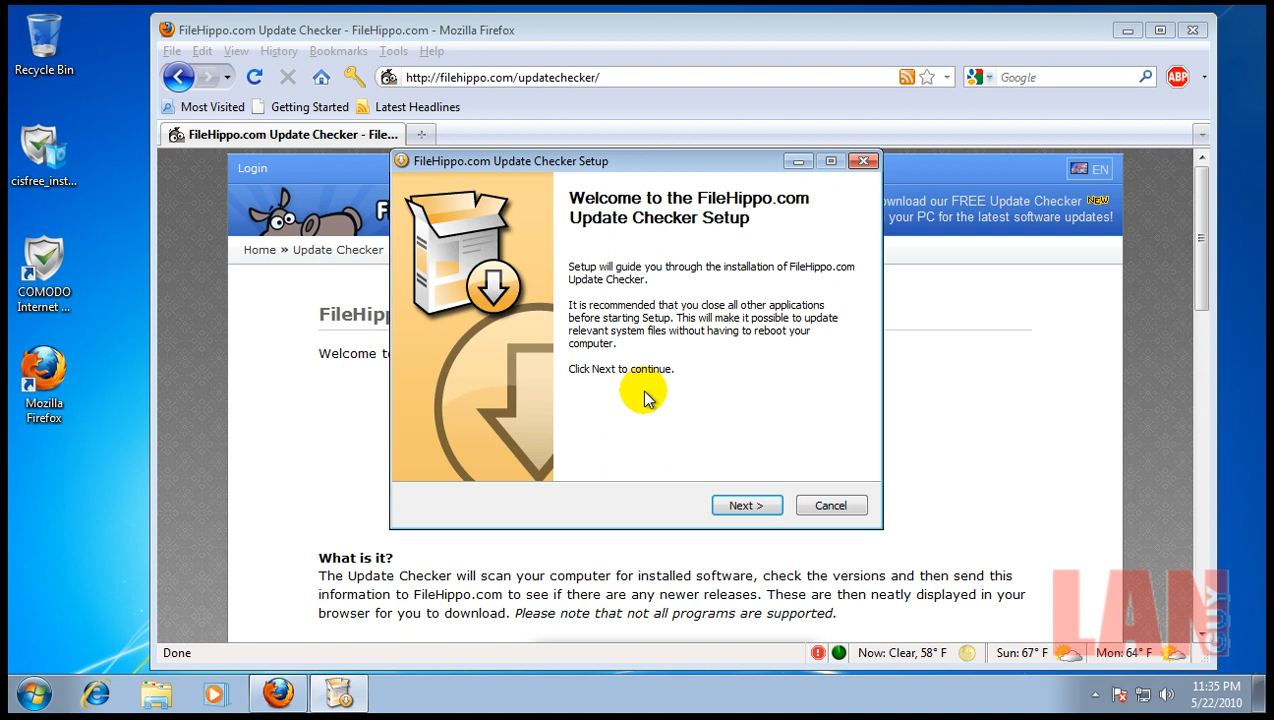 Recycle Bin
cisfree_inst...
COMODO
Internet ...
Mozilla
Firefox
FileHippo.com Update Checker - FileHippo.com - Mozilla Firefox
File Edit View History Bookmarks Tools Help
http://filehippo.com/updatechecker/
Google
ABP
Most Visited Getting Started Latest Headlines
FileHippo.com Update Checker - File...
Login
EN
F
ownload our FREE Update Checker NEW
your PC for the latest software updates!
Home » Update Checker
FileHipp
Welcome to
FileHippo.com Update Checker Setup
Welcome to the FileHippo.com
Update Checker Setup
Setup will guide you through the installation of FileHippo.com
Update Checker.
It is recommended that you close all other applications
before starting Setup. This will make it possible to update
relevant system files without having to reboot your
computer.
Click Next to continue.
Next >
Cancel
What is it?
The Update Checker will scan your computer for installed software, check the versions and then send this
information to FileHippo.com to see if there are any newer releases. These are then neatly displayed in your
browser for you to download. Please note that not all programs are supported.
LAN
GUY
Done
Now: Clear, 58° F
Sun: 67° F
Mon: 64° F
11:35 PM
5/22/2010